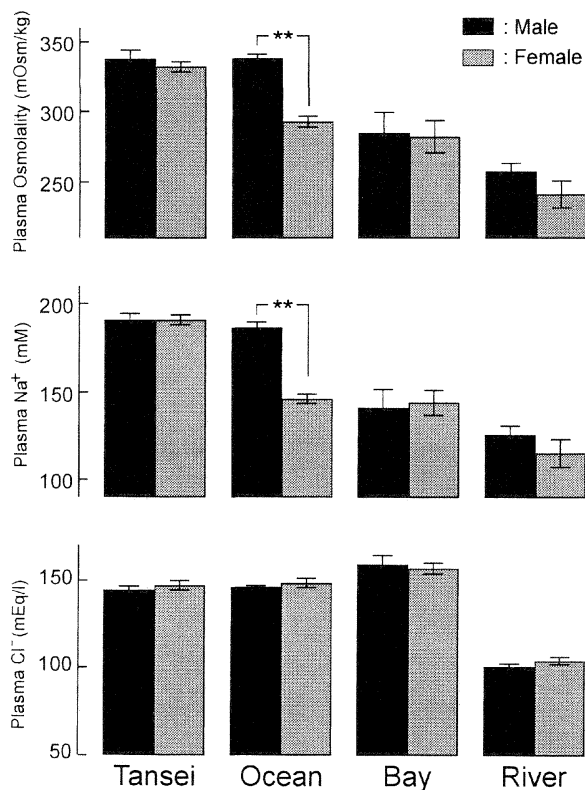 : Male
: Female
Plasma Osmolality (mOsm/kg)
350
300
250
**
Plasma Na+ (mM)
200
150
100
**
Plasma Cl− (mEq/l)
150
100
50
Tansei Ocean Bay River